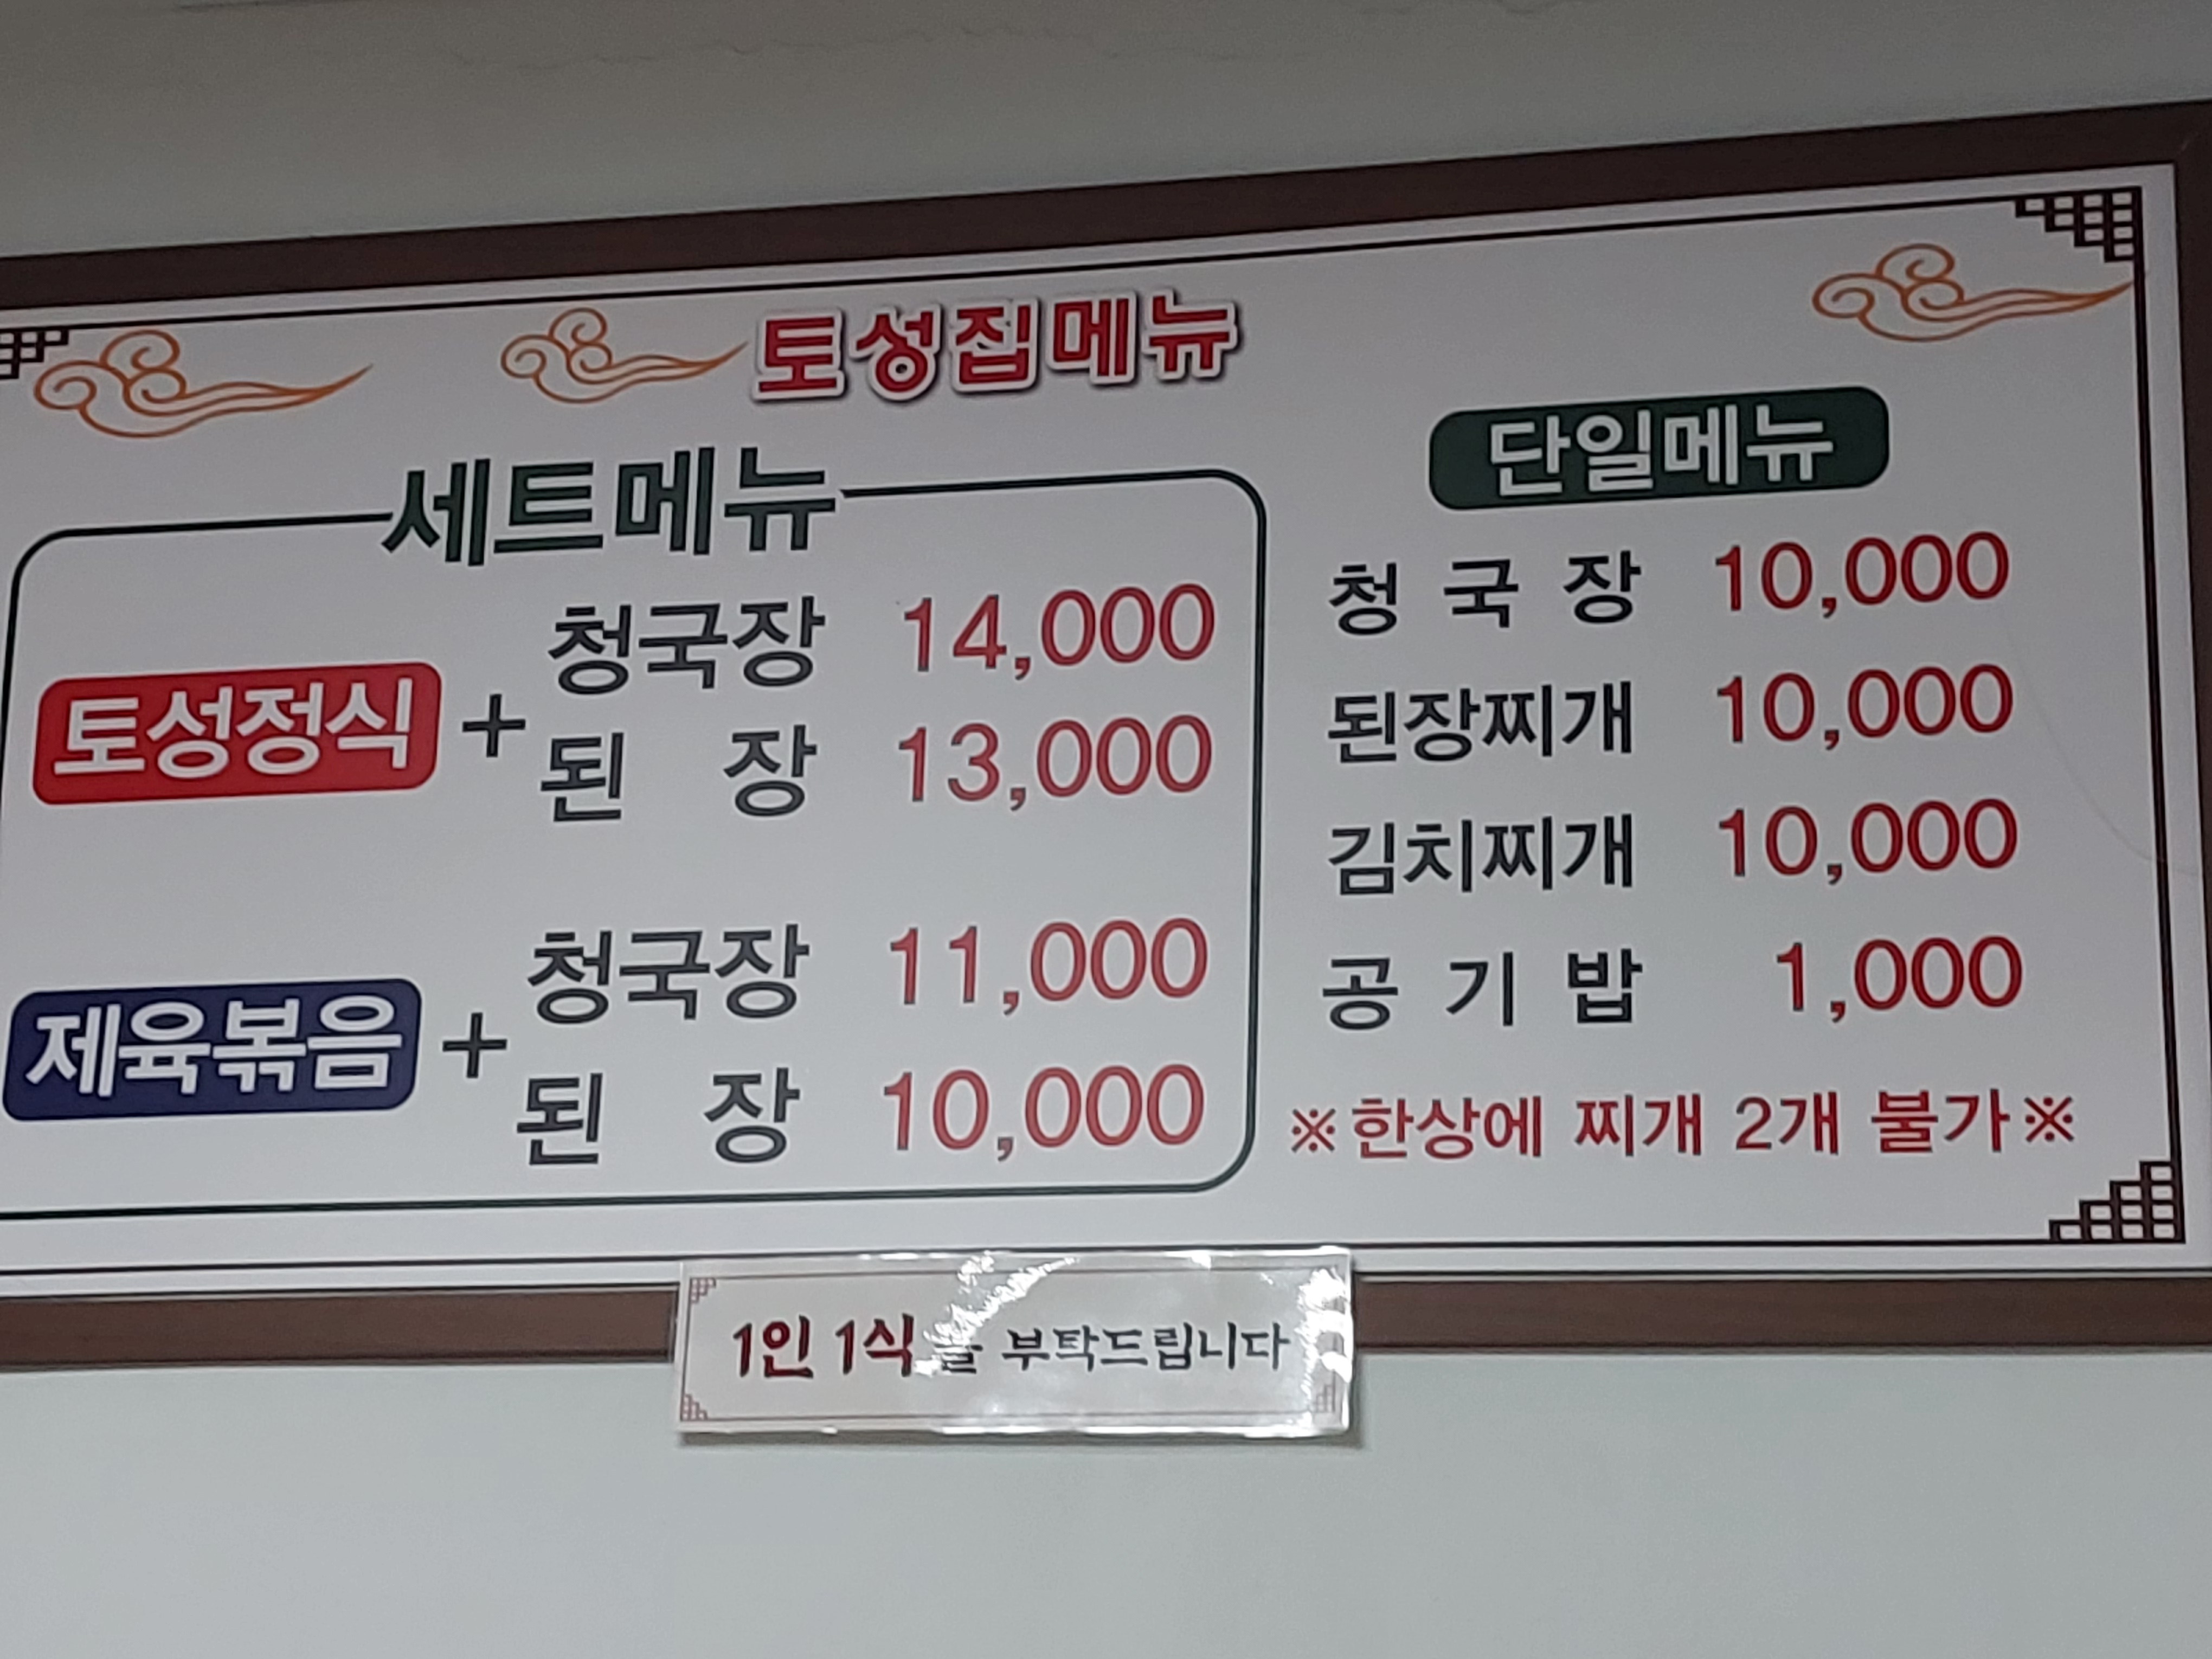 토성집메뉴
세트메뉴
토성정식 + 청국장 14,000
된 장 13,000
제육볶음 + 청국장 11,000
된 장 10,000
단일메뉴
청 국 장 10,000
된장찌개 10,000
김치찌개 10,000
공 기 밥 1,000
※한상에 찌개 2개 불가※
1인 1식을 부탁드립니다